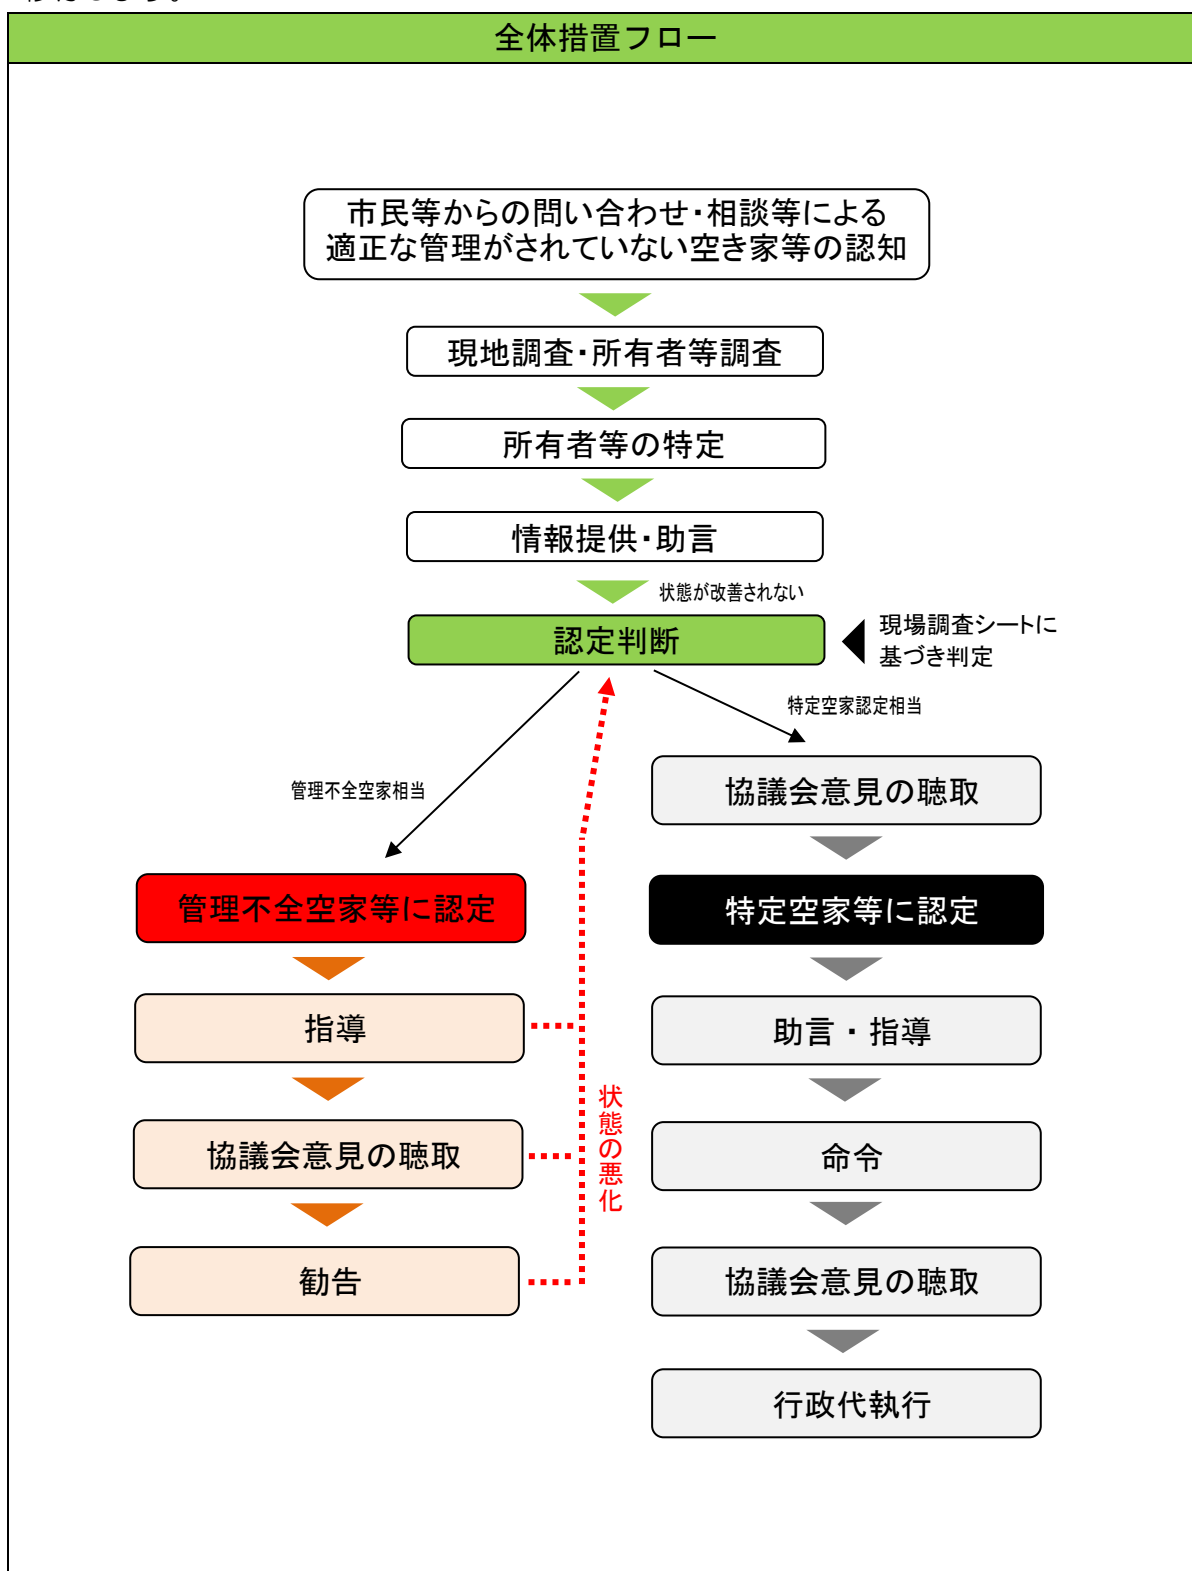 全体措置フロー
市民等からの問い合わせ・相談等による
適正な管理がされていない空き家等の認知
現地調査・所有者等調査
所有者等の特定
情報提供・助言
状態が改善されない
認定判断
現場調査シートに
基づき判定
特定空家認定相当
管理不全空家相当
協議会意見の聴取
管理不全空家等に認定
特定空家等に認定
指導
助言・指導
状態の悪化
協議会意見の聴取
命令
勧告
協議会意見の聴取
行政代執行